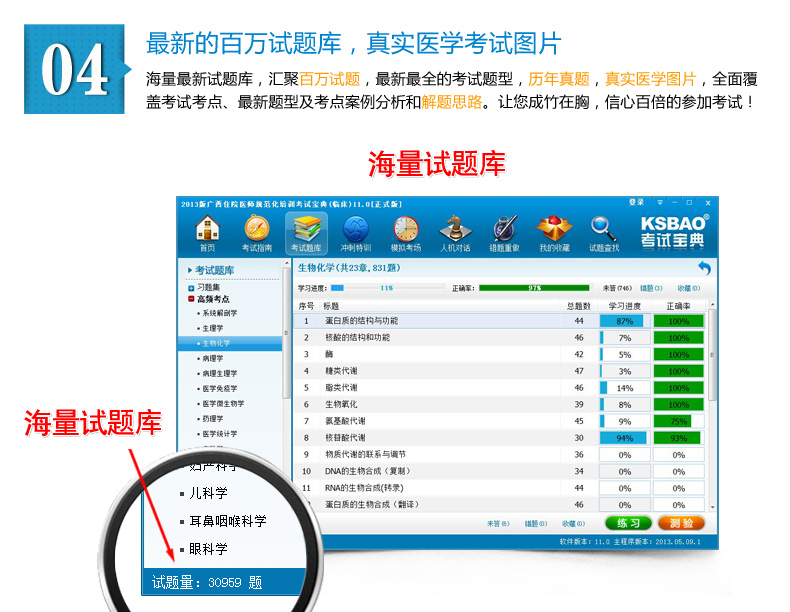 04
最新的百万试题库，真实医学考试图片
海量最新试题库，汇聚百万试题，最新最全的考试题型，历年真题，真实医学图片，全面覆
盖考试考点、最新题型及考点案例分析和解题思路。让您成竹在胸，信心百倍的参加考试！
海量试题库
2013版广西住院医师规范化培训考试宝典(临床)11.0[正式版]
登录
首页 考试指南 考试题库 冲刺特训 模拟考场 人机对话 错题重做 我的收藏 试题查找
KSBAO®
考试宝典
考试题库
习题集
高频考点
系统解剖学
生理学
生物化学
病理学
病理生理学
医学免疫学
医学微生物学
药理学
医学统计学
生物化学(共23章,831题)
学习进度： 11% 正确率： 97% 未答(746) 错题(3) 收藏(0)
序号 标题 总题数 学习进度 正确率
1 蛋白质的结构与功能 44 87% 100%
2 核酸的结构和功能 46 7% 100%
3 酶 42 5% 100%
4 糖类代谢 47 3% 100%
5 脂类代谢 46 14% 100%
6 生物氧化 39 8% 100%
7 氨基酸代谢 45 9% 75%
8 核苷酸代谢 30 94% 93%
9 物质代谢的联系与调节 36 0% 0%
10 DNA的生物合成（复制） 34 0% 0%
11 RNA的生物合成(转录) 44 0% 0%
蛋白质的生物合成（翻译） 46 0% 0%
未答(6) 错题(0) 收藏(0) 练习 测验
软件版本：11.0 主程序版本：2013.05.09.1
海量试题库
妇产科学
儿科学
耳鼻咽喉科学
眼科学
试题量：30959 题